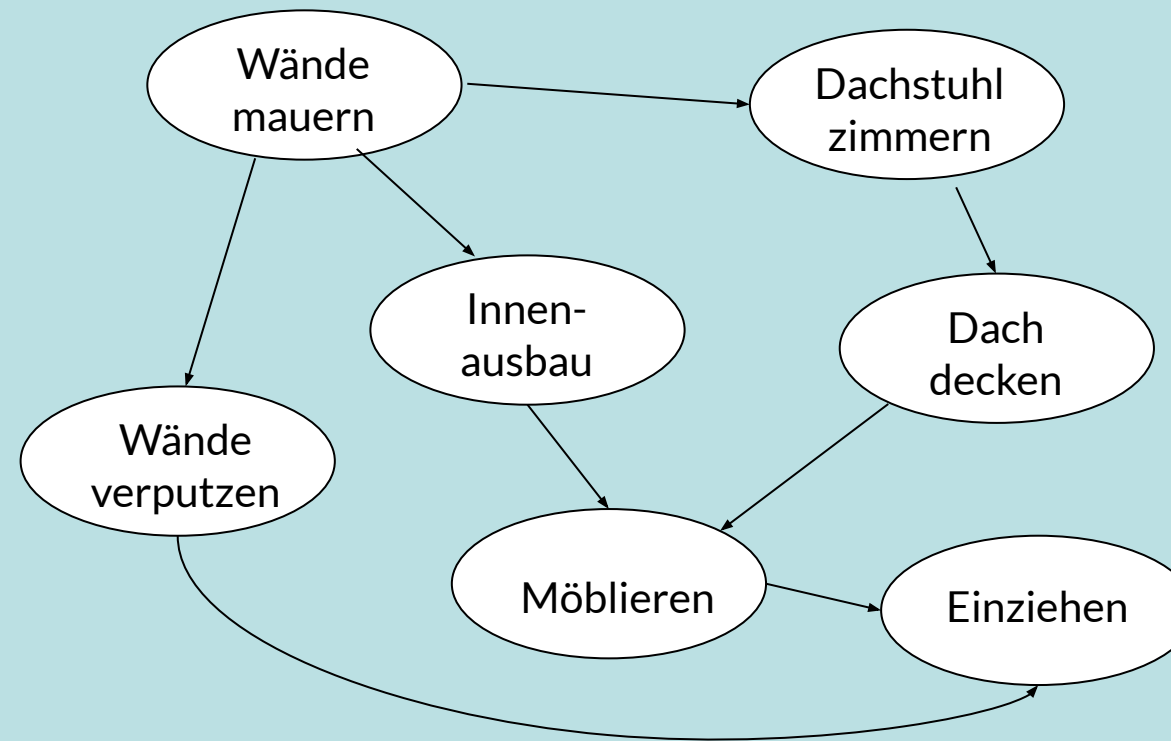 Wände
mauern
Dachstuhl
zimmern
Innen-
ausbau
Dach
decken
Wände
verputzen
Möblieren
Einziehen